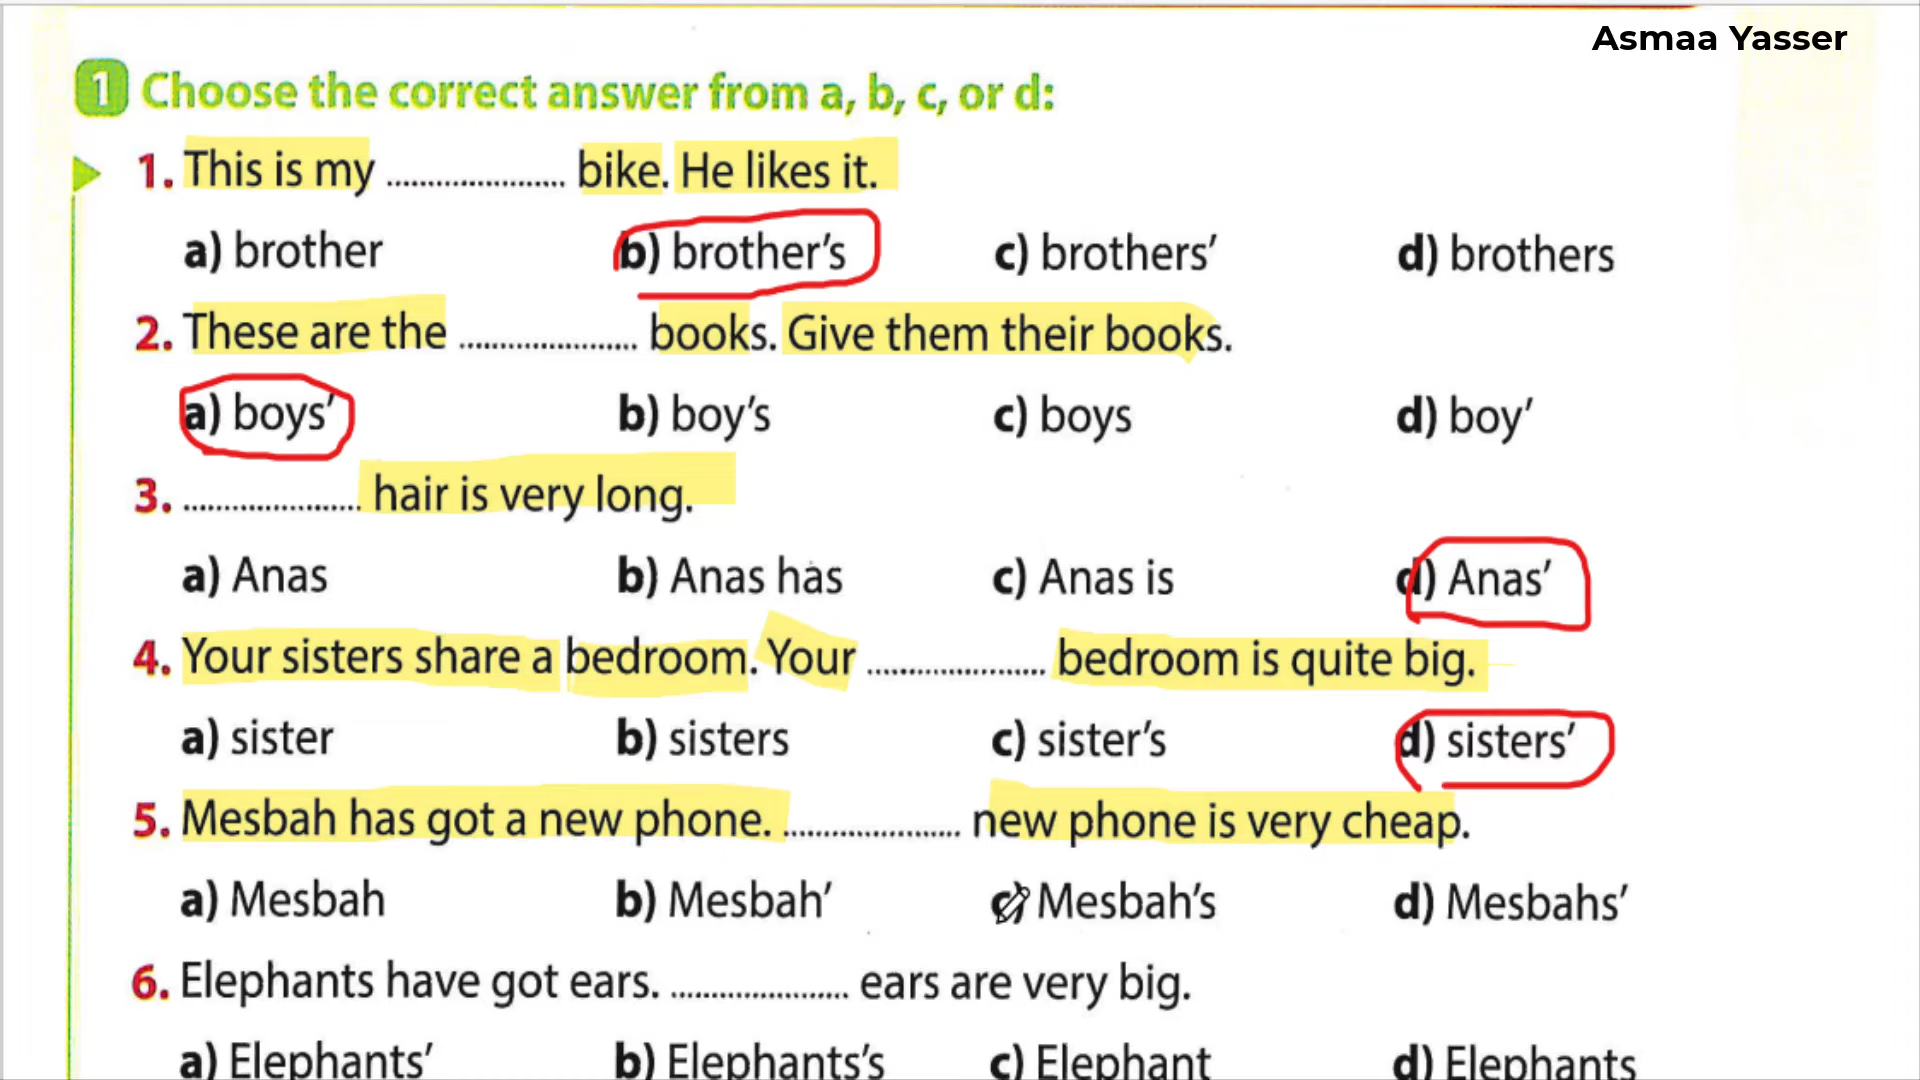 Asmaa Yasser
1 Choose the correct answer from a, b, c, or d:
1. This is my ...................... bike. He likes it.
a) brother b) brother’s c) brothers’ d) brothers
2. These are the ...................... books. Give them their books.
a) boys’ b) boy’s c) boys d) boy’
3. ...................... hair is very long.
a) Anas b) Anas has c) Anas is d) Anas’
4. Your sisters share a bedroom. Your ...................... bedroom is quite big.
a) sister b) sisters c) sister’s d) sisters’
5. Mesbah has got a new phone. ...................... new phone is very cheap.
a) Mesbah b) Mesbah’ c) Mesbah’s d) Mesbahs’
6. Elephants have got ears. ...................... ears are very big.
a) Elephants’ b) Elephants’s c) Elephant d) Elephants